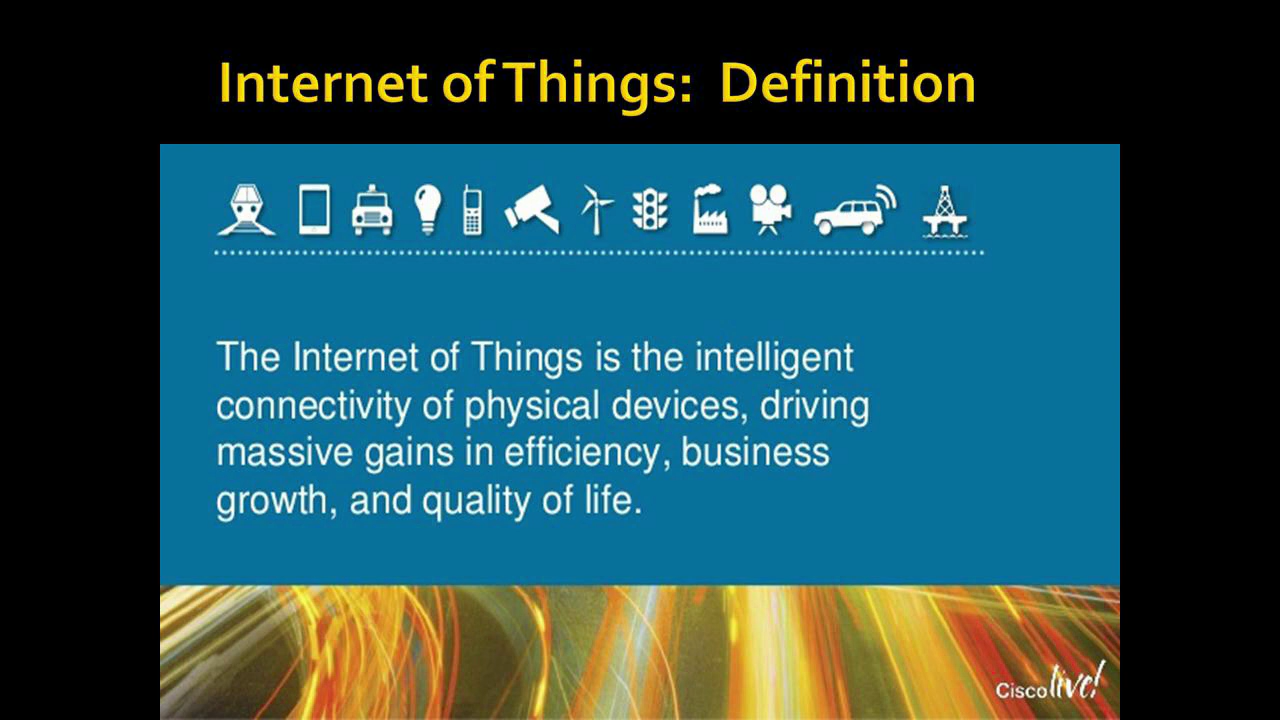 Internet of Things: Definition
The Internet of Things is the intelligent
connectivity of physical devices, driving
massive gains in efficiency, business
growth, and quality of life.
Cisco live!